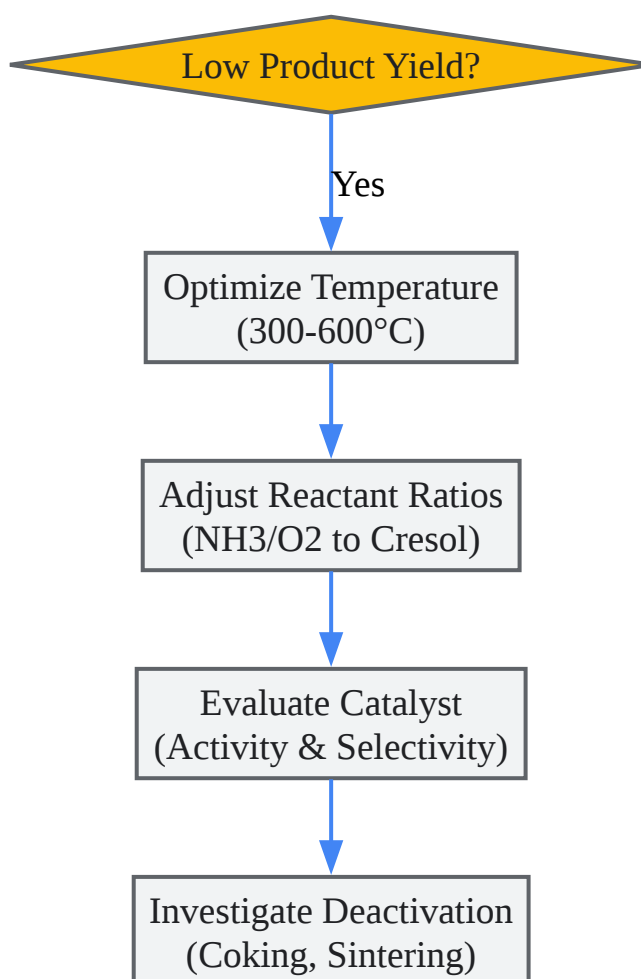 Low Product Yield?
Yes
Optimize Temperature
(300-600°C)
Adjust Reactant Ratios
(NH3/O2 to Cresol)
Evaluate Catalyst
(Activity & Selectivity)
Investigate Deactivation
(Coking, Sintering)